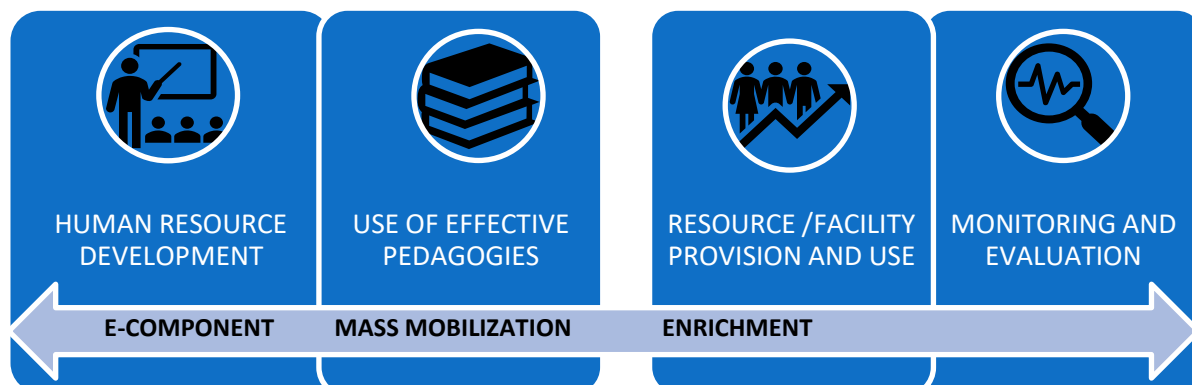 HUMAN RESOURCE
DEVELOPMENT
USE OF EFFECTIVE
PEDAGOGIES
RESOURCE /FACILITY
PROVISION AND USE
MONITORING AND
EVALUATION
E-COMPONENT
MASS MOBILIZATION
ENRICHMENT